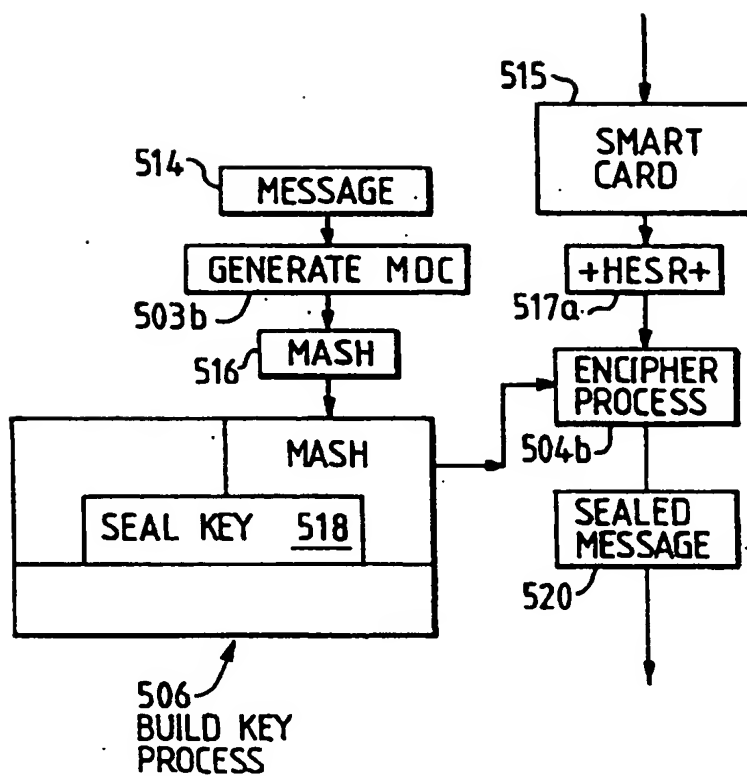 515
SMART
CARD
514
MESSAGE
GENERATE MDC
503b
+HESR+
517a
516
MASH
ENCIPHER
PROCESS
504b
MASH
SEAL KEY 518
SEALED
MESSAGE
520
506
BUILD KEY
PROCESS